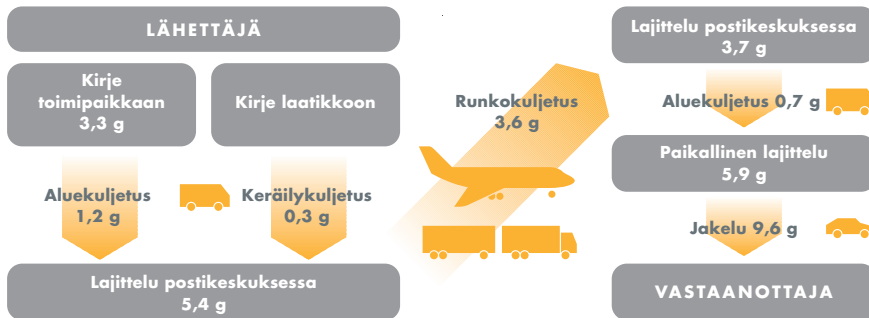 LÄHETTÄJÄ
Kirje
toimipaikkaan
3,3 g
Kirje laatikkoon
Aluekuljetus
1,2 g
Keräilykuljetus
0,3 g
Lajittelu postikeskuksessa
5,4 g
Runkokuljetus
3,6 g
Lajittelu postikeskuksessa
3,7 g
Aluekuljetus 0,7 g
Paikallinen lajittelu
5,9 g
Jakelu 9,6 g
VASTAANOTTAJA